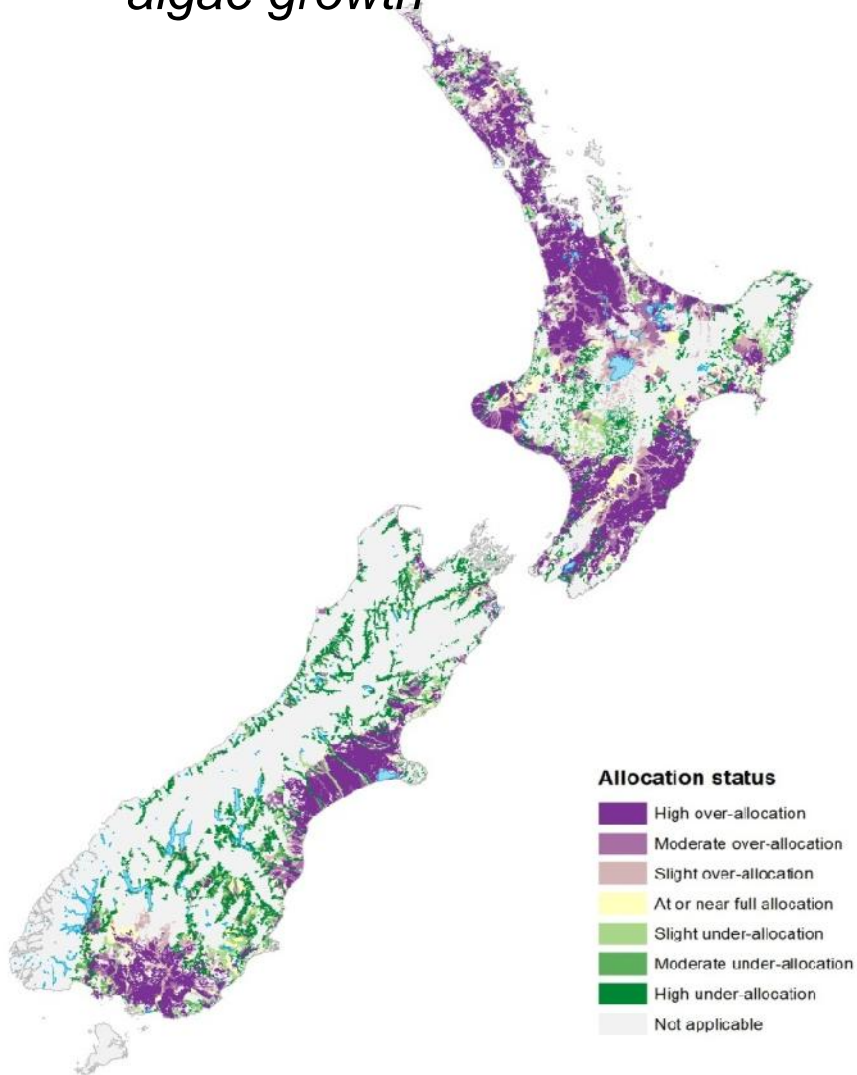 algae growth
Allocation status
High over-allocation
Moderate over-allocation
Slight over-allocation
At or near full allocation
Slight under-allocation
Moderate under-allocation
High under-allocation
Not applicable